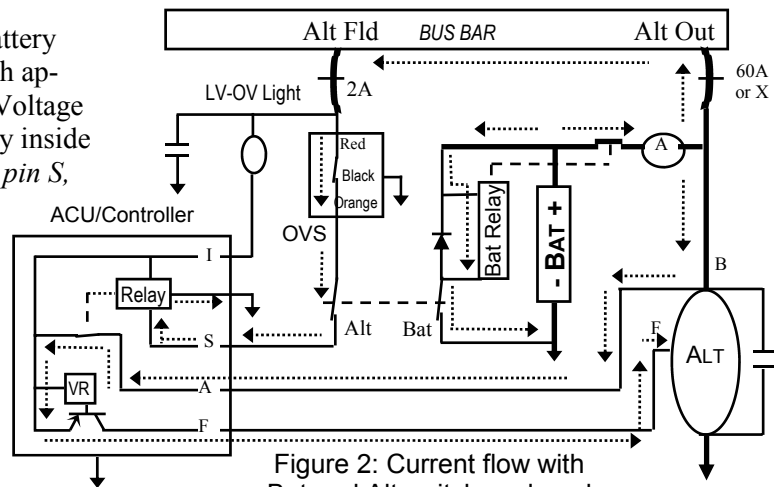 attery
h ap-
Voltage
y inside
pin S,
Alt Fld
BUS BAR
Alt Out
2A
60A
or X
LV-OV Light
Red
Black
Orange
OVS
Bat Relay
- BAT +
A
ACU/Controller
I
Relay
S
Alt
Bat
B
F
ALT
A
VR
F
Figure 2: Current flow with